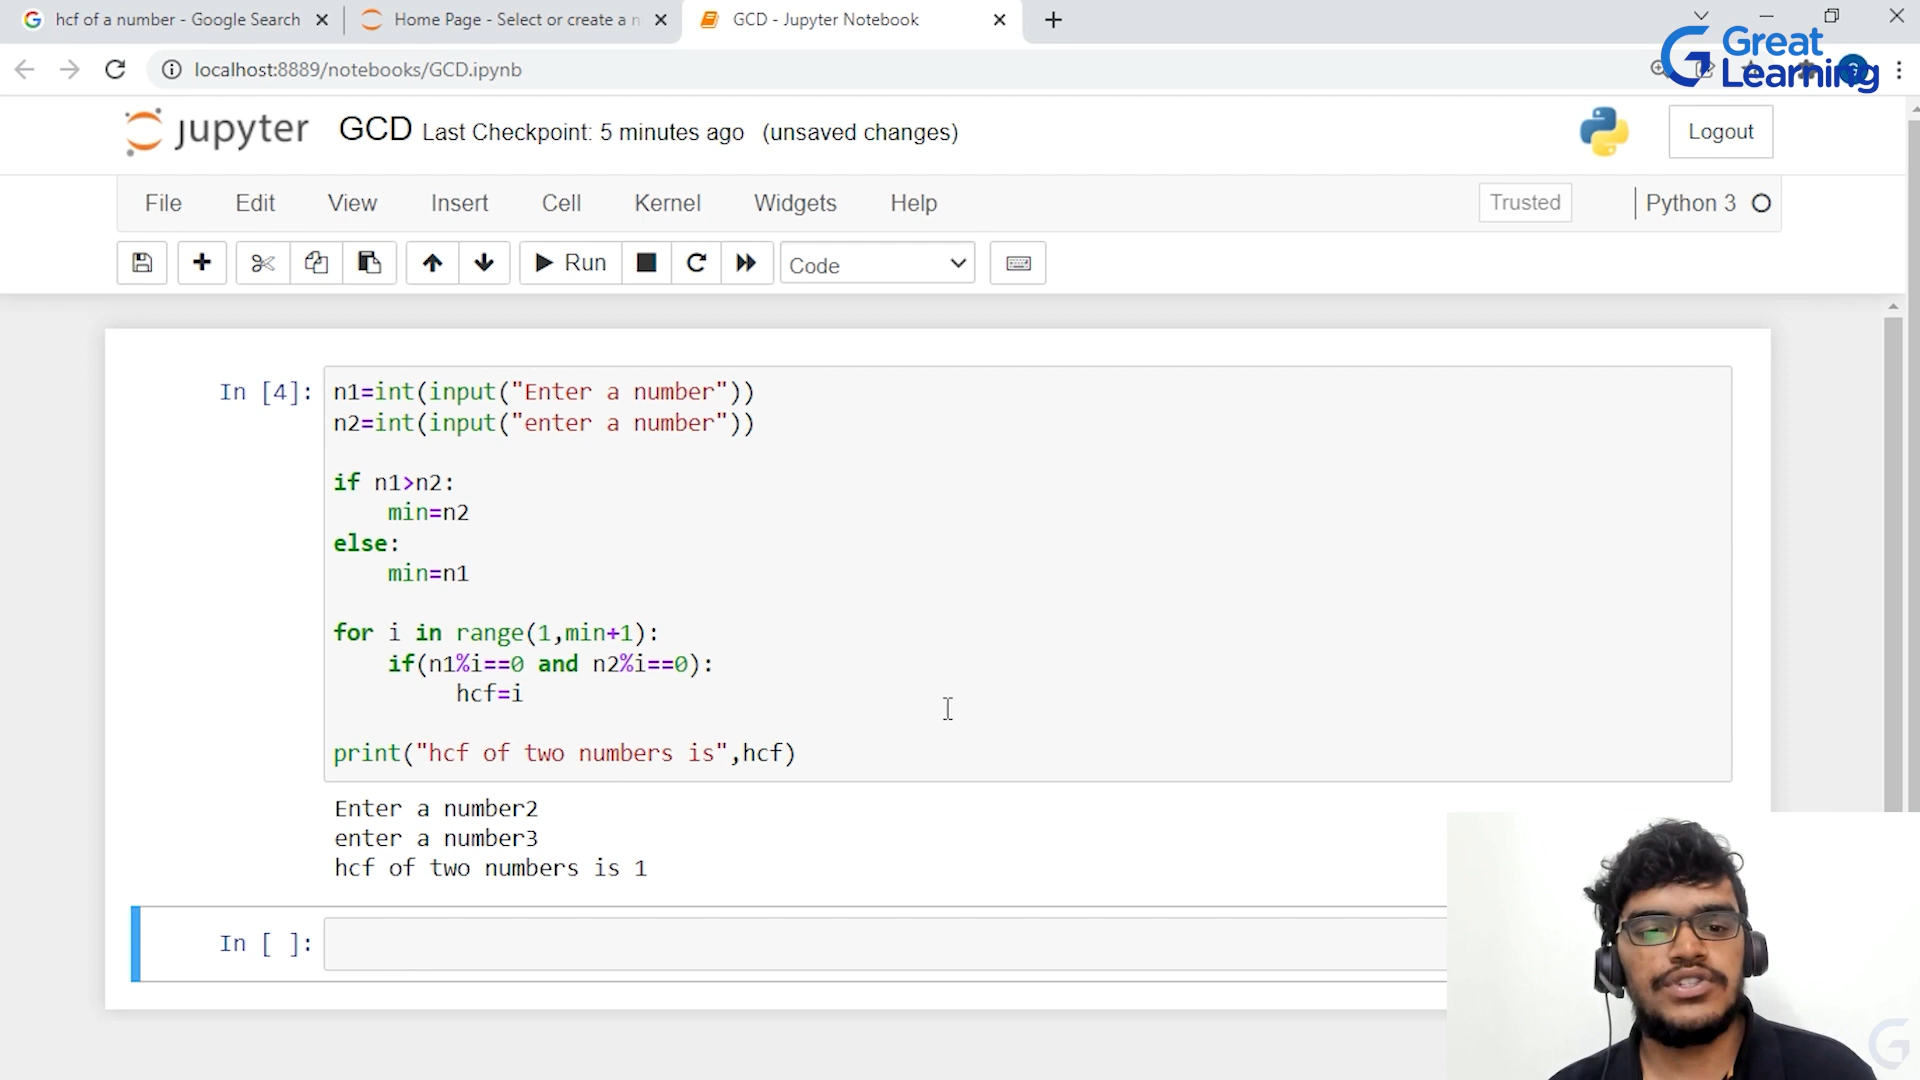 hcf of a number - Google Search
Home Page - Select or create a n
GCD - Jupyter Notebook
localhost:8889/notebooks/GCD.ipynb
Great
Learning
jupyter GCD Last Checkpoint: 5 minutes ago (unsaved changes)
Logout
File Edit View Insert Cell Kernel Widgets Help
Trusted
Python 3
Run
Code
In [4]:
n1=int(input("Enter a number"))
n2=int(input("enter a number"))
if n1>n2:
min=n2
else:
min=n1
for i in range(1,min+1):
if(n1%i==0 and n2%i==0):
hcf=i
print("hcf of two numbers is",hcf)
Enter a number2
enter a number3
hcf of two numbers is 1
In [ ]: